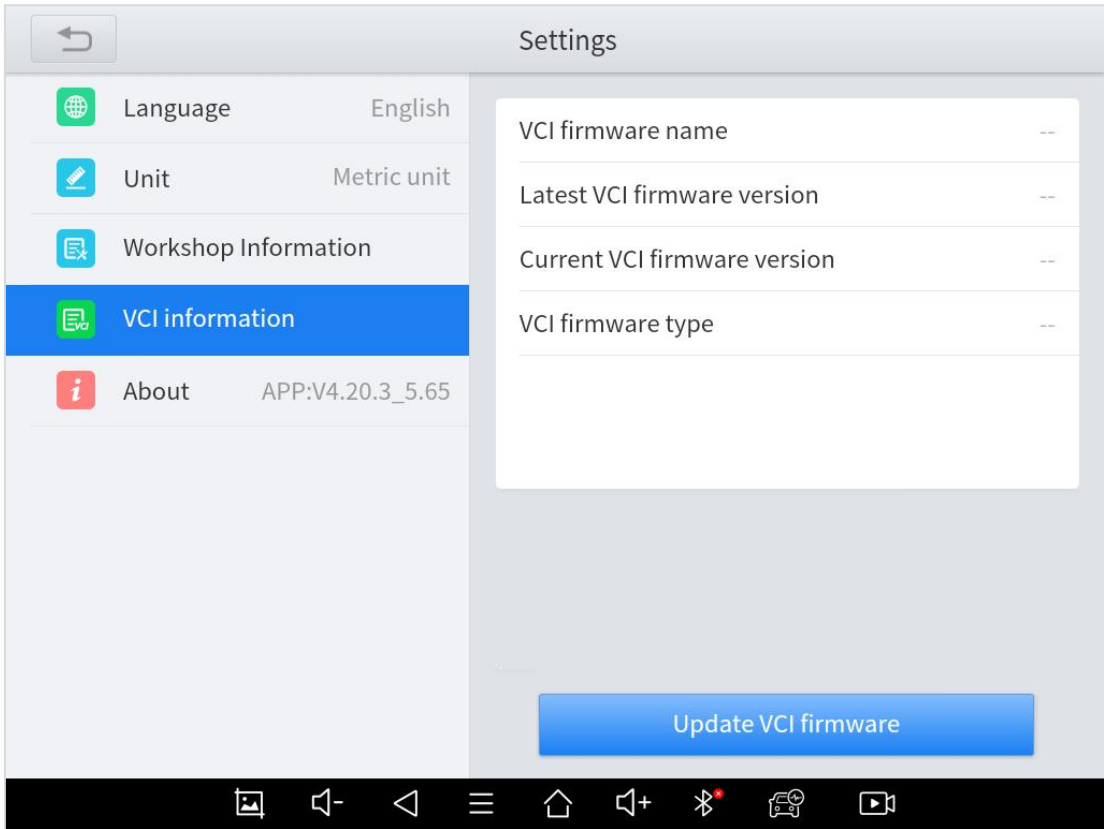 Settings
Language English
Unit Metric unit
Workshop Information
VCI information
About APP:V4.20.3_5.65
VCI firmware name --
Latest VCI firmware version --
Current VCI firmware version --
VCI firmware type --
Update VCI firmware